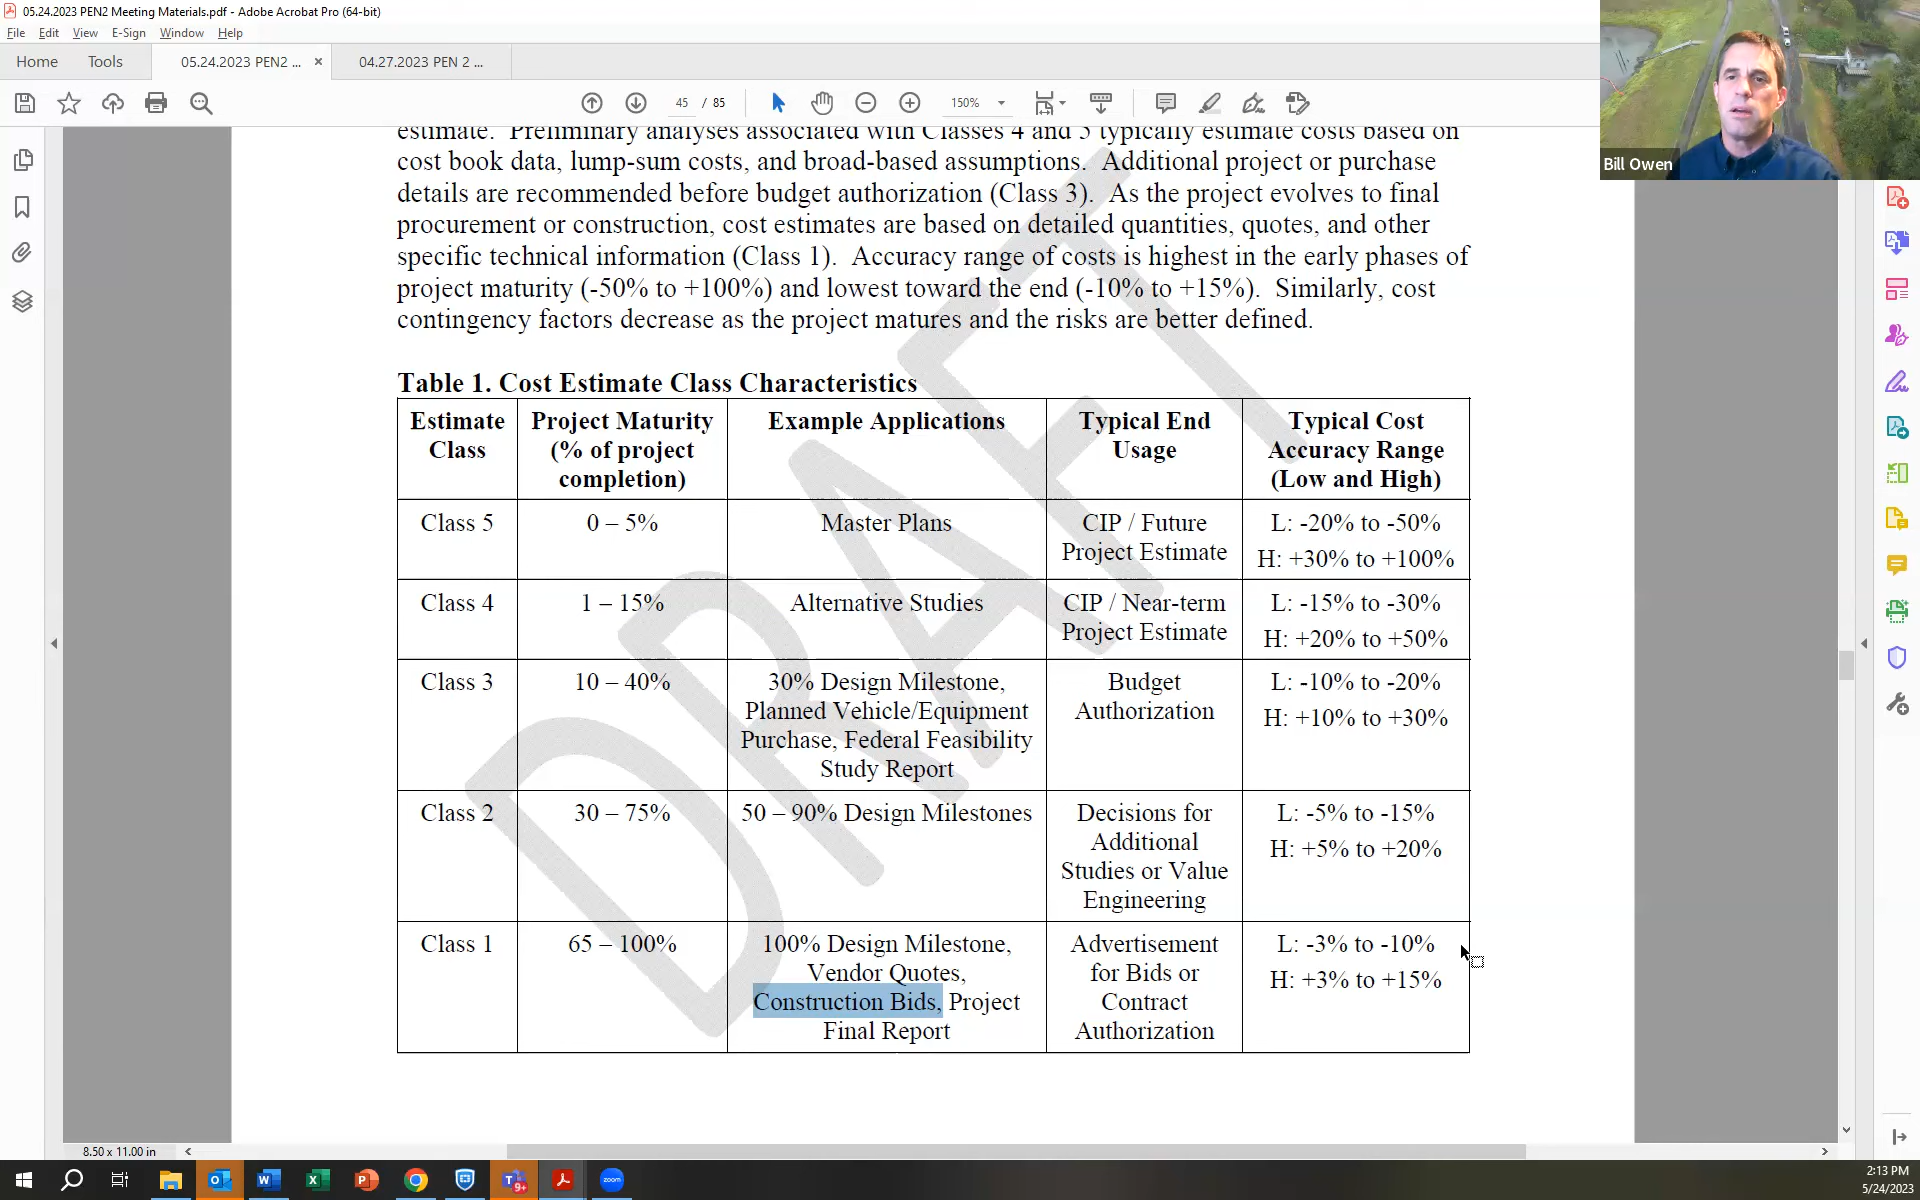 05.24.2023 PEN2 Meeting Materials.pdf - Adobe Acrobat Pro (64-bit)
File Edit View E-Sign Window Help
Home Tools 05.24.2023 PEN2 ... × 04.27.2023 PEN 2 ...
45 / 85 150%
Bill Owen
estimate. Preliminary analyses associated with Classes 4 and 5 typically estimate costs based on
cost book data, lump-sum costs, and broad-based assumptions. Additional project or purchase
details are recommended before budget authorization (Class 3). As the project evolves to final
procurement or construction, cost estimates are based on detailed quantities, quotes, and other
specific technical information (Class 1). Accuracy range of costs is highest in the early phases of
project maturity (-50% to +100%) and lowest toward the end (-10% to +15%). Similarly, cost
contingency factors decrease as the project matures and the risks are better defined.
Table 1. Cost Estimate Class Characteristics
Estimate
Class
Project Maturity
(% of project
completion)
Example Applications
Typical End
Usage
Typical Cost
Accuracy Range
(Low and High)
Class 5
0 – 5%
Master Plans
CIP / Future
Project Estimate
L: -20% to -50%
H: +30% to +100%
Class 4
1 – 15%
Alternative Studies
CIP / Near-term
Project Estimate
L: -15% to -30%
H: +20% to +50%
Class 3
10 – 40%
30% Design Milestone,
Planned Vehicle/Equipment
Purchase, Federal Feasibility
Study Report
Budget
Authorization
L: -10% to -20%
H: +10% to +30%
Class 2
30 – 75%
50 – 90% Design Milestones
Decisions for
Additional
Studies or Value
Engineering
L: -5% to -15%
H: +5% to +20%
Class 1
65 – 100%
100% Design Milestone,
Vendor Quotes,
Construction Bids, Project
Final Report
Advertisement
for Bids or
Contract
Authorization
L: -3% to -10%
H: +3% to +15%
DRAFT
8.50 x 11.00 in
9+
zoom
2:13 PM
5/24/2023